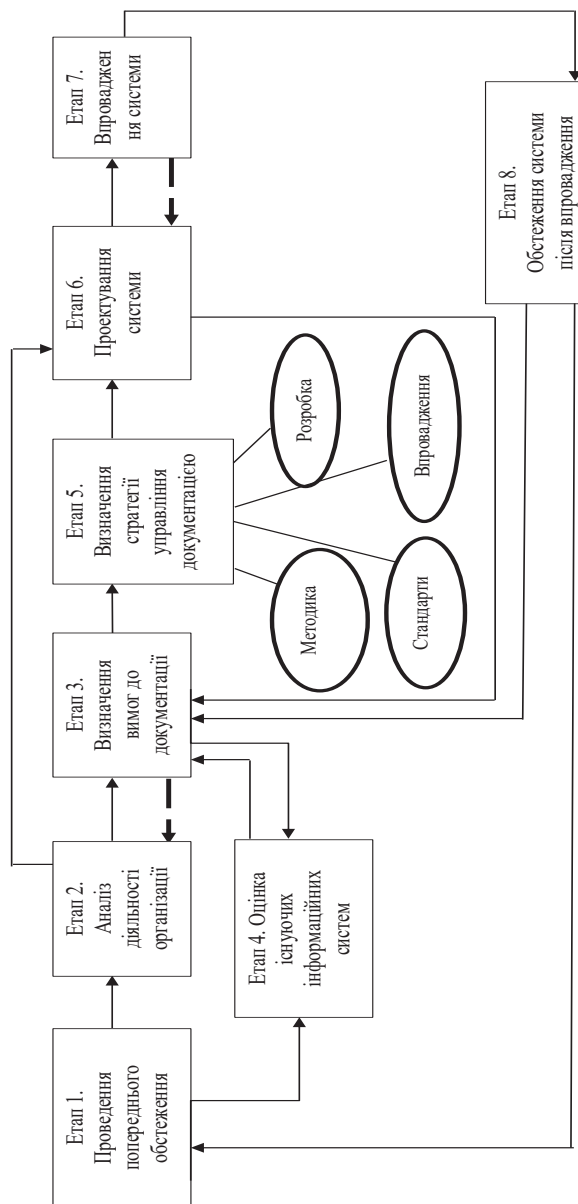 Етап 1.
Проведення
попереднього
обстеження
Етап 2.
Аналіз
діяльності
організації
Етап 3.
Визначення
вимог до
документації
Етап 4. Оцінка
існуючих
інформаційних
систем
Етап 5.
Визначення
стратегії
управління
документацією
Методика
Стандарти
Впровадження
Розробка
Етап 6.
Проектування
системи
Етап 7.
Впроваджен
ня системи
Етап 8.
Обстеження системи
після впровадження